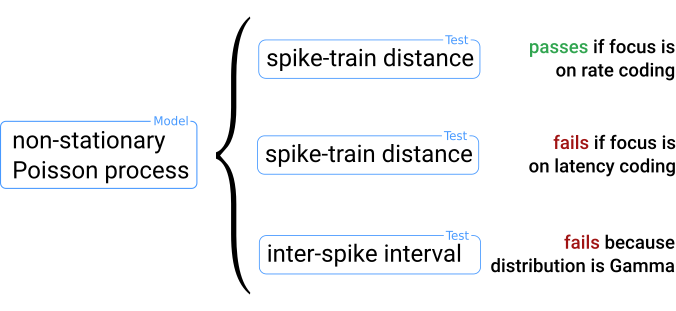 Model
non-stationary
Poisson process
Test
spike-train distance
passes if focus is
on rate coding
Test
spike-train distance
fails if focus is
on latency coding
Test
inter-spike interval
fails because
distribution is Gamma